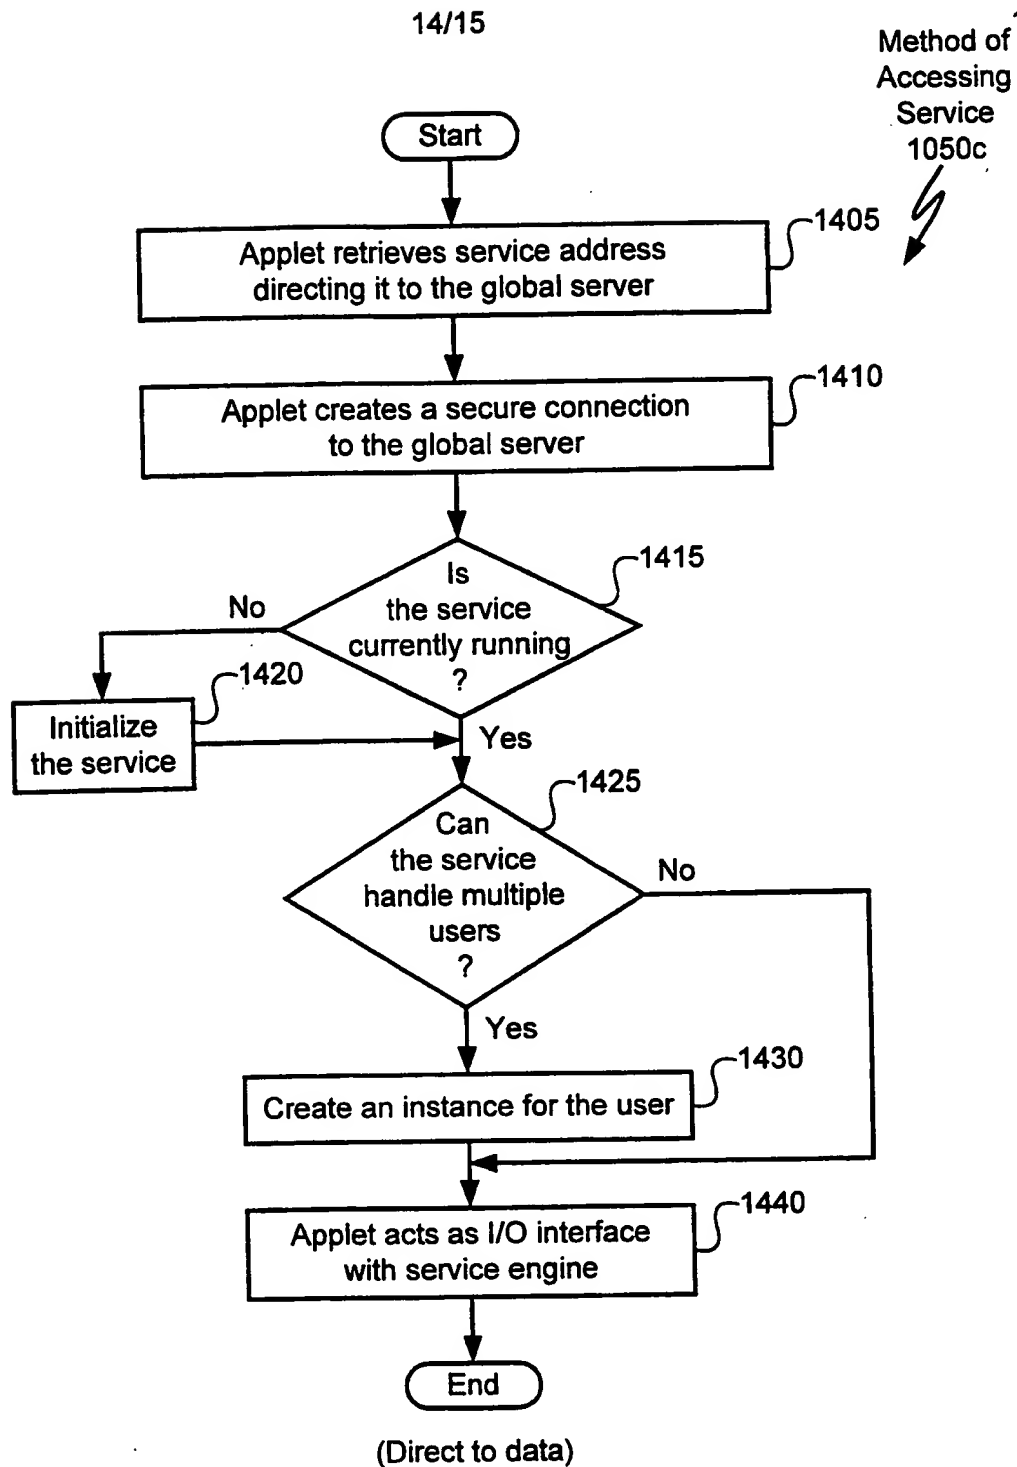 14/15
Method of
Accessing
Service
1050c
Start
1405
Applet retrieves service address
directing it to the global server
1410
Applet creates a secure connection
to the global server
1415
Is
the service
currently running
?
No
1420
Initialize
the service
Yes
1425
Can
the service
handle multiple
users
?
No
Yes
1430
Create an instance for the user
1440
Applet acts as I/O interface
with service engine
End
(Direct to data)